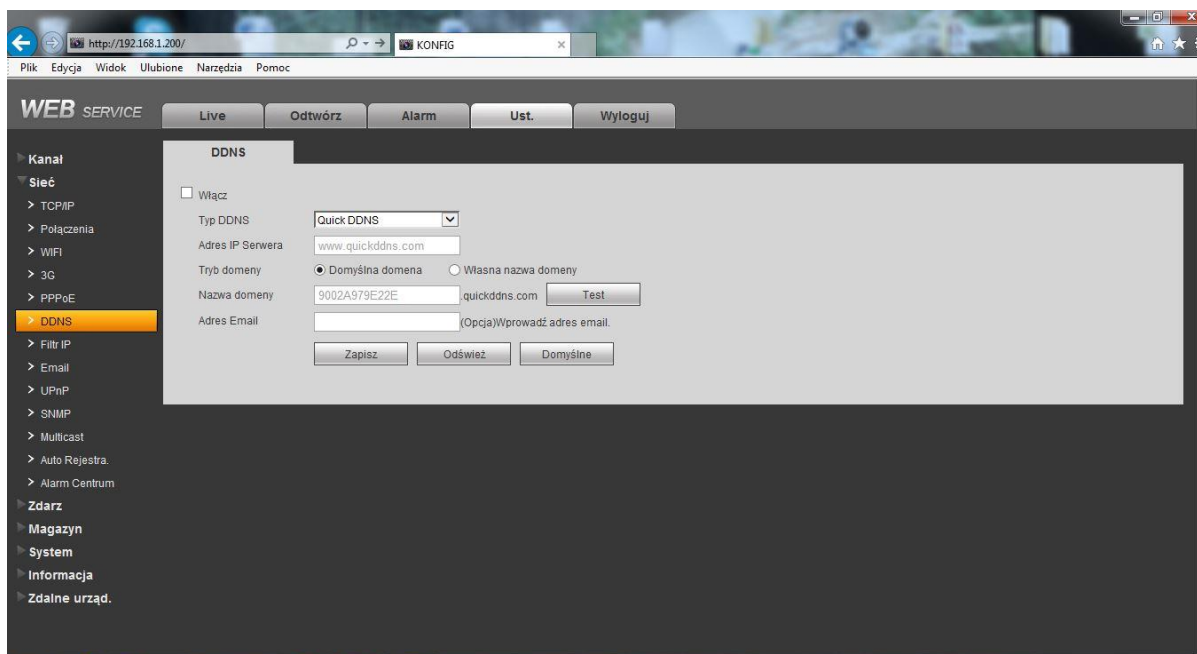 http://192.168.1.200/
KONFIG
Plik Edycja Widok Ulubione Narzędzia Pomoc
WEB SERVICE
Live Odtwórz Alarm Ust. Wyloguj
DDNS
Kanał
Sieć
TCP/IP
Połączenia
WIFI
3G
PPPoE
DDNS
Filtr IP
Email
UPnP
SNMP
Multicast
Auto Rejestra.
Alarm Centrum
Zdarz
Magazyn
System
Informacja
Zdalne urząd.
Włącz
Typ DDNS Quick DDNS
Adres IP Serwera www.quickddns.com
Tryb domeny Domyślna domena Własna nazwa domeny
Nazwa domeny 9002A979E22E .quickddns.com Test
Adres Email (Opcja)Wprowadź adres email.
Zapisz Odśwież Domyślne